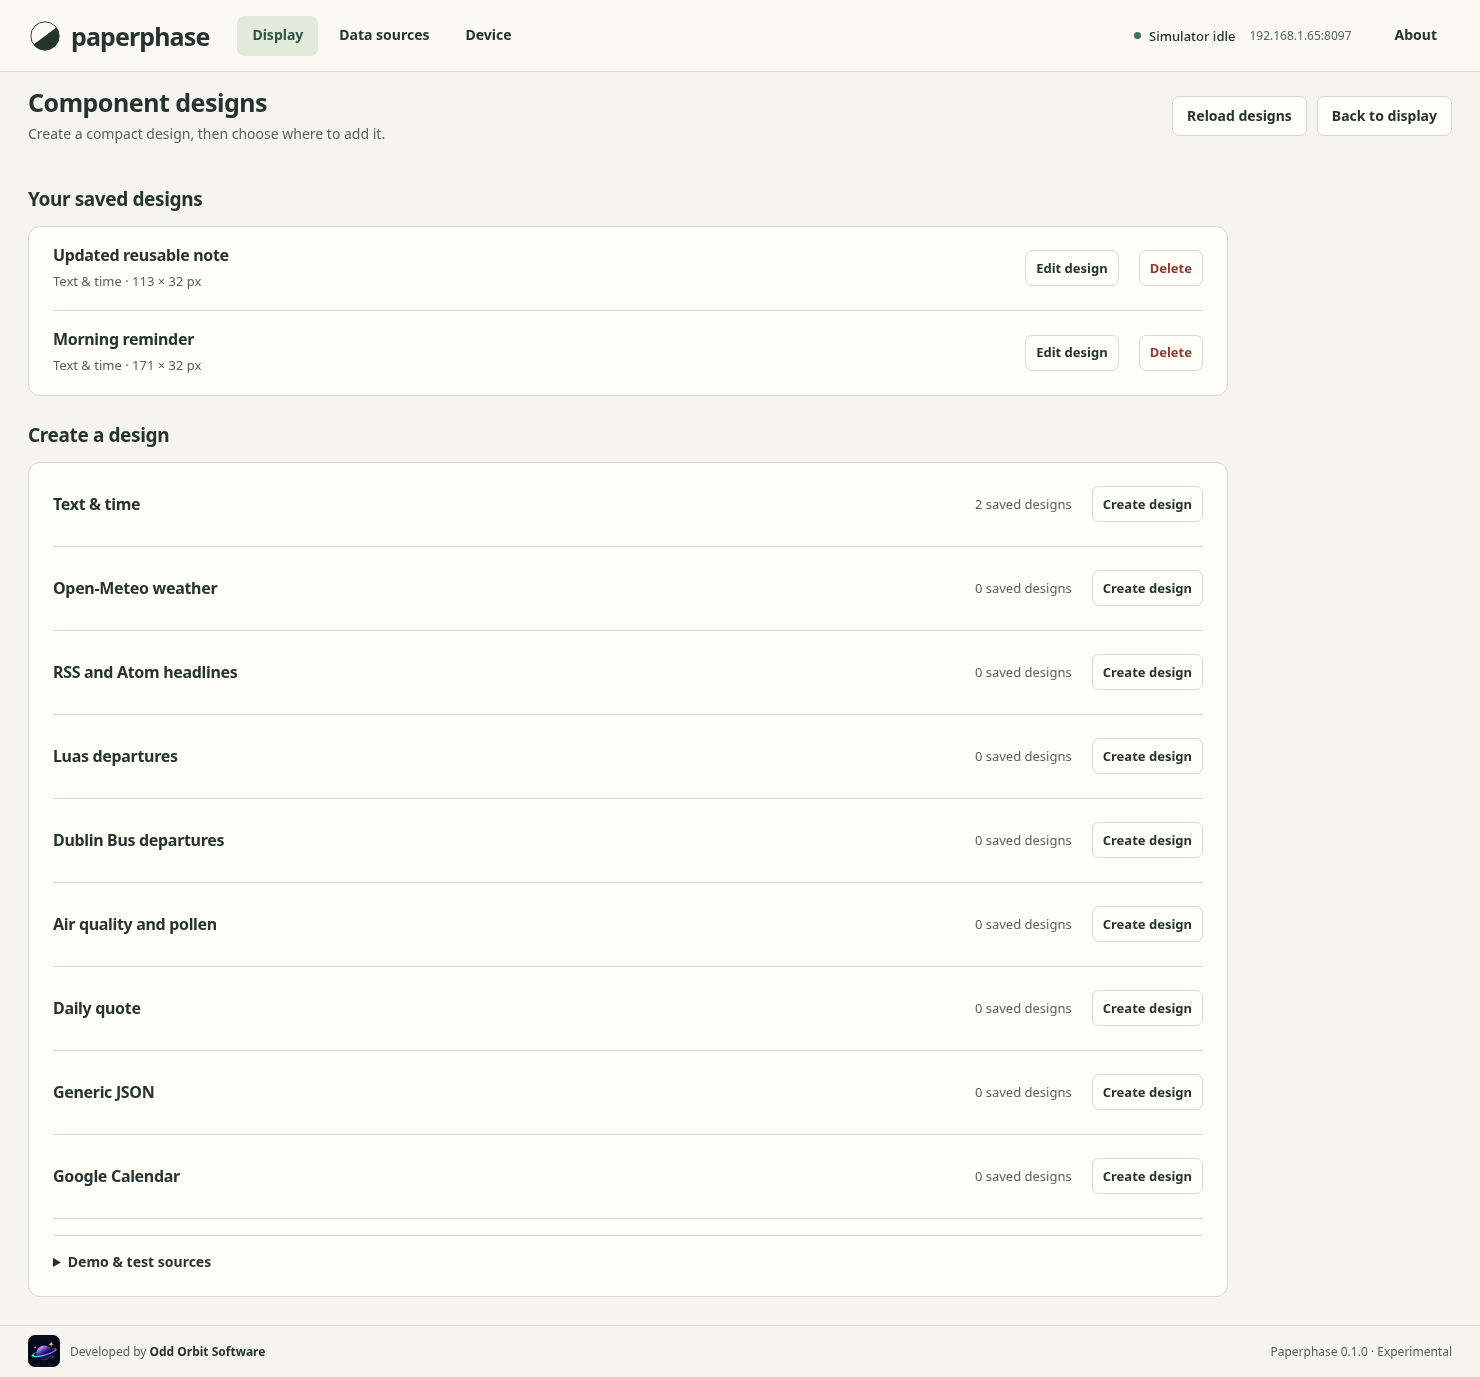 paperphase
Display
Data sources
Device
Simulator idle
192.168.1.65:8097
About
Component designs
Create a compact design, then choose where to add it.
Reload designs
Back to display
Your saved designs
Updated reusable note
Text & time · 113 × 32 px
Edit design
Delete
Morning reminder
Text & time · 171 × 32 px
Edit design
Delete
Create a design
Text & time
2 saved designs
Create design
Open-Meteo weather
0 saved designs
Create design
RSS and Atom headlines
0 saved designs
Create design
Luas departures
0 saved designs
Create design
Dublin Bus departures
0 saved designs
Create design
Air quality and pollen
0 saved designs
Create design
Daily quote
0 saved designs
Create design
Generic JSON
0 saved designs
Create design
Google Calendar
0 saved designs
Create design
Demo & test sources
Developed by Odd Orbit Software
Paperphase 0.1.0 · Experimental